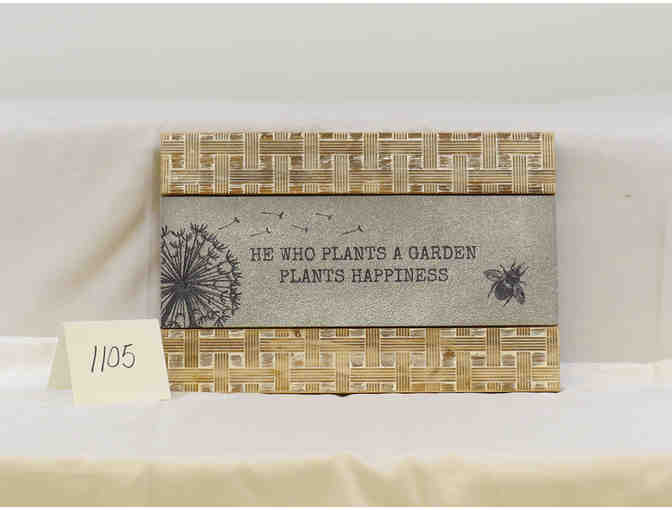 HE WHO PLANTS A GARDEN
PLANTS HAPPINESS
1105